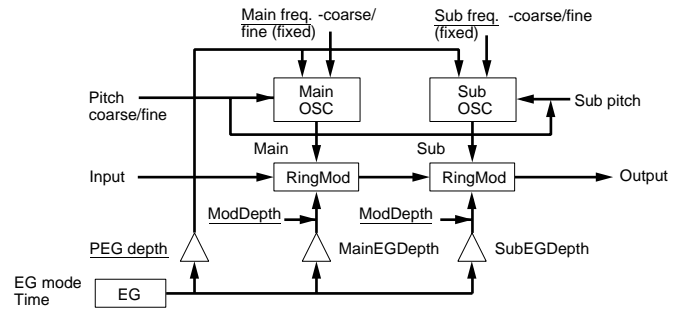 Main freq. -coarse/
fine (fixed)
Sub freq. -coarse/fine
(fixed)
Main
OSC
Sub
OSC
Pitch
coarse/fine
Sub pitch
Main
Sub
Input
RingMod
RingMod
Output
ModDepth
ModDepth
PEG depth
MainEGDepth
SubEGDepth
EG mode
Time
EG